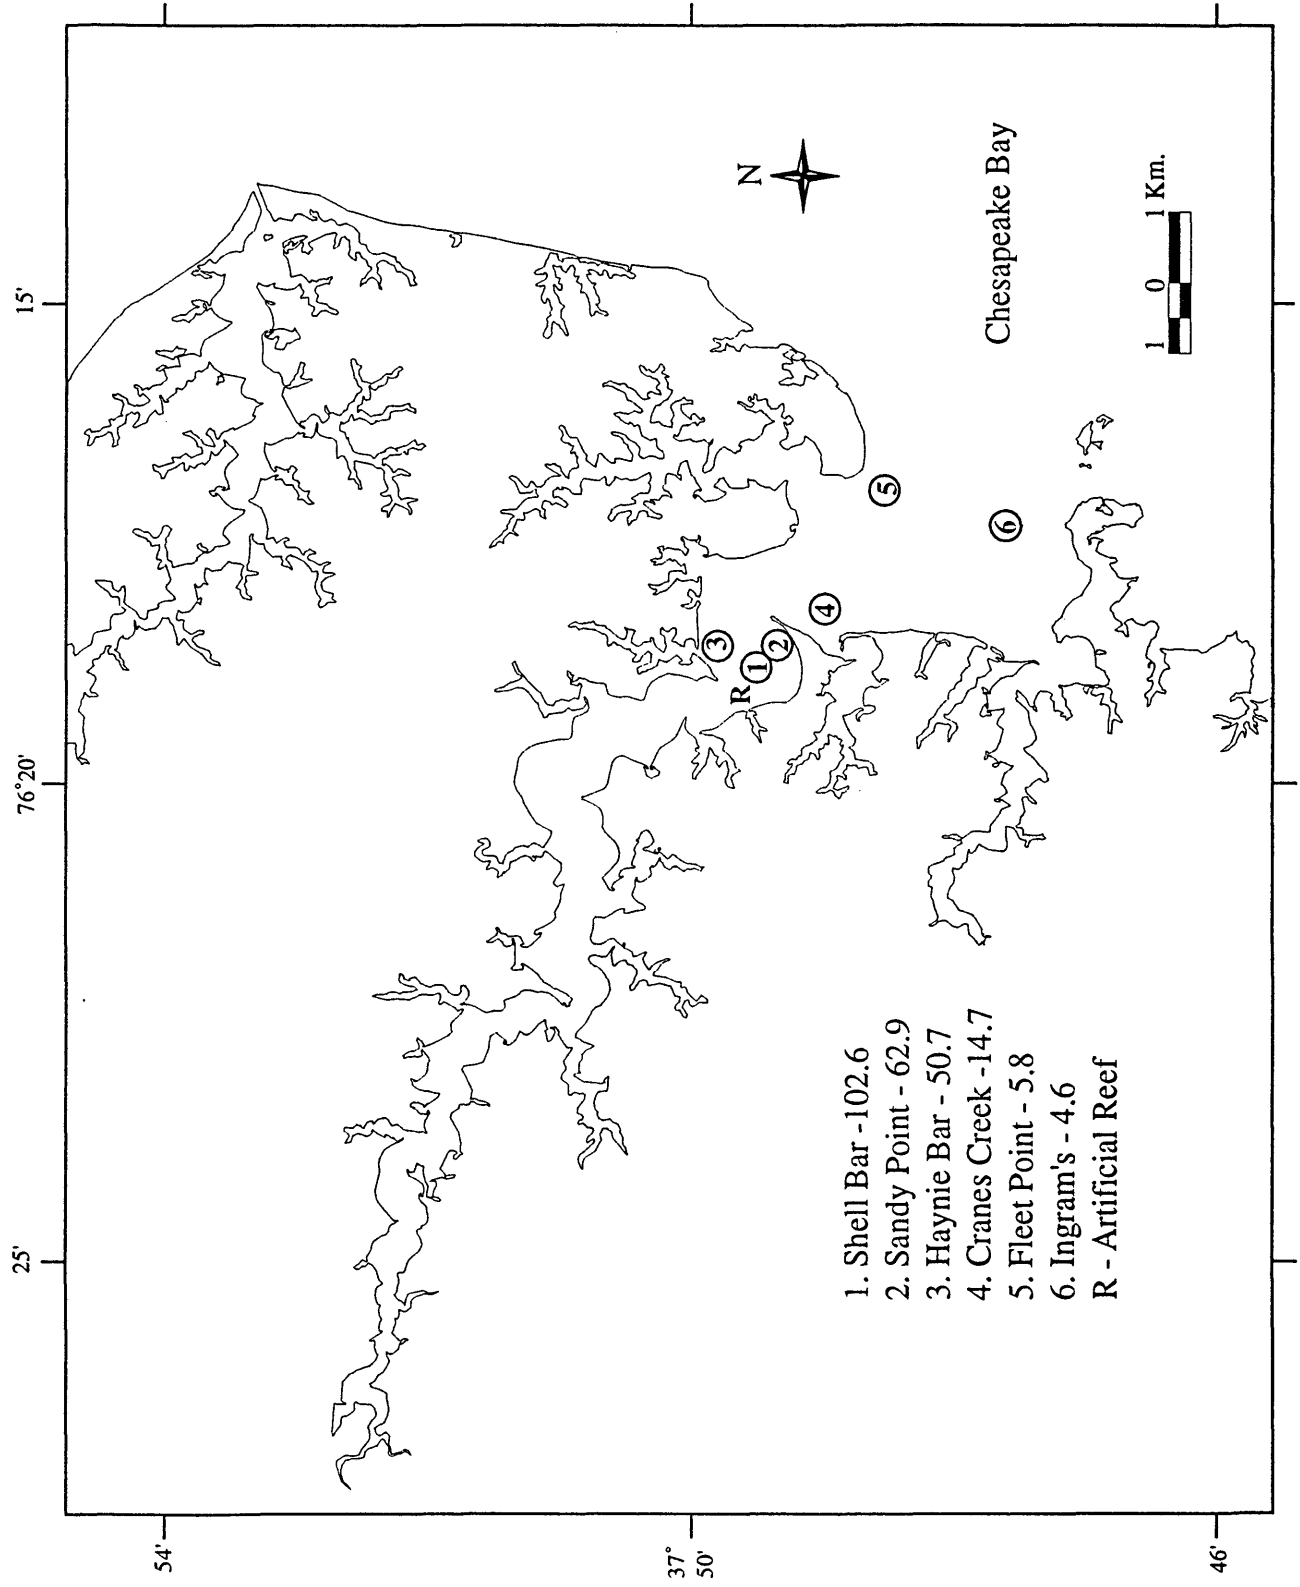 54'
37°
50'
46'
25'
76°20'
15'
N
Chesapeake Bay
1 0 1 Km.
R
1
2
3
4
5
6
1. Shell Bar -102.6
2. Sandy Point - 62.9
3. Haynie Bar - 50.7
4. Cranes Creek -14.7
5. Fleet Point - 5.8
6. Ingram's - 4.6
R - Artificial Reef